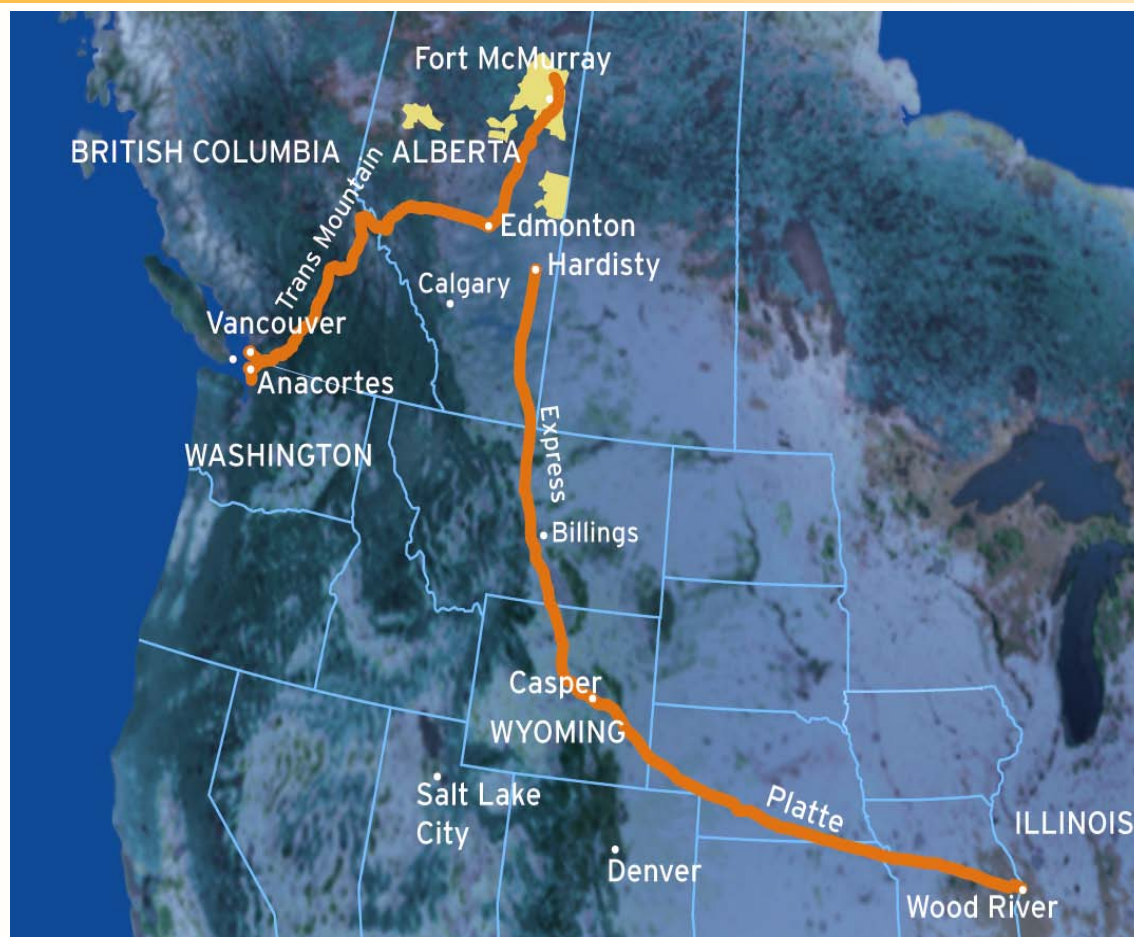 Fort McMurray
BRITISH COLUMBIA
ALBERTA
Trans Mountain
Edmonton
Hardisty
Calgary
Vancouver
Anacortes
Express
WASHINGTON
Billings
Casper
WYOMING
Salt Lake
City
Platte
ILLINOIS
Denver
Wood River